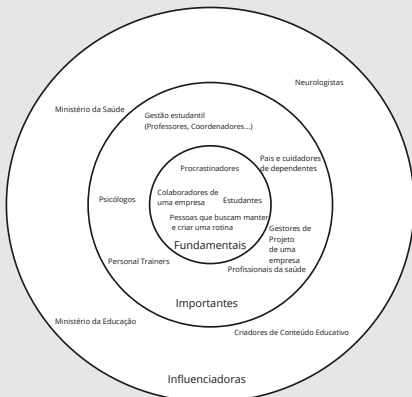 Neurologistas
Ministério da Saúde
Gestão estudantil
(Professores, Coordenadores...)
Pais e cuidadores
de dependentes
Procrastinadores
Colaboradores de
uma empresa
Estudantes
Psicólogos
Pessoas que buscam manter
e criar uma rotina
Gestores de
Projeto
de uma
empresa
Fundamentais
Personal Trainers
Profissionais da saúde
Importantes
Ministério da Educação
Criadores de Conteúdo Educativo
Influenciadoras